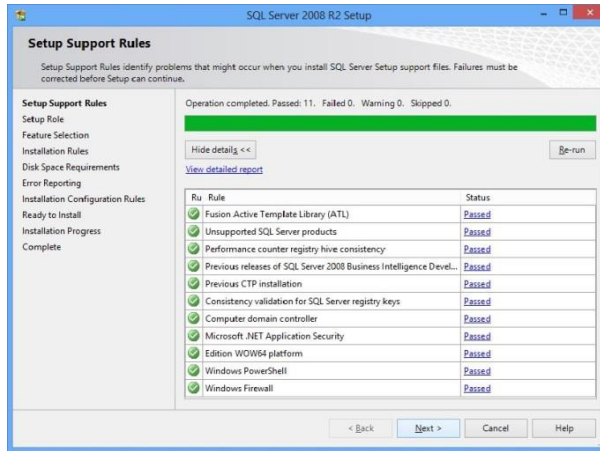 SQL Server 2008 R2 Setup
Setup Support Rules
Setup Support Rules identify problems that might occur when you install SQL Server Setup support files. Failures must be
corrected before Setup can continue.
Setup Support Rules
Setup Role
Feature Selection
Installation Rules
Disk Space Requirements
Error Reporting
Installation Configuration Rules
Ready to Install
Installation Progress
Complete
Operation completed. Passed: 11. Failed 0. Warning 0. Skipped 0.
Hide details <<
Re-run
View detailed report
Ru Rule Status
Fusion Active Template Library (ATL) Passed
Unsupported SQL Server products Passed
Performance counter registry hive consistency Passed
Previous releases of SQL Server 2008 Business Intelligence Devel... Passed
Previous CTP installation Passed
Consistency validation for SQL Server registry keys Passed
Computer domain controller Passed
Microsoft .NET Application Security Passed
Edition WOW64 platform Passed
Windows PowerShell Passed
Windows Firewall Passed
< Back Next > Cancel Help